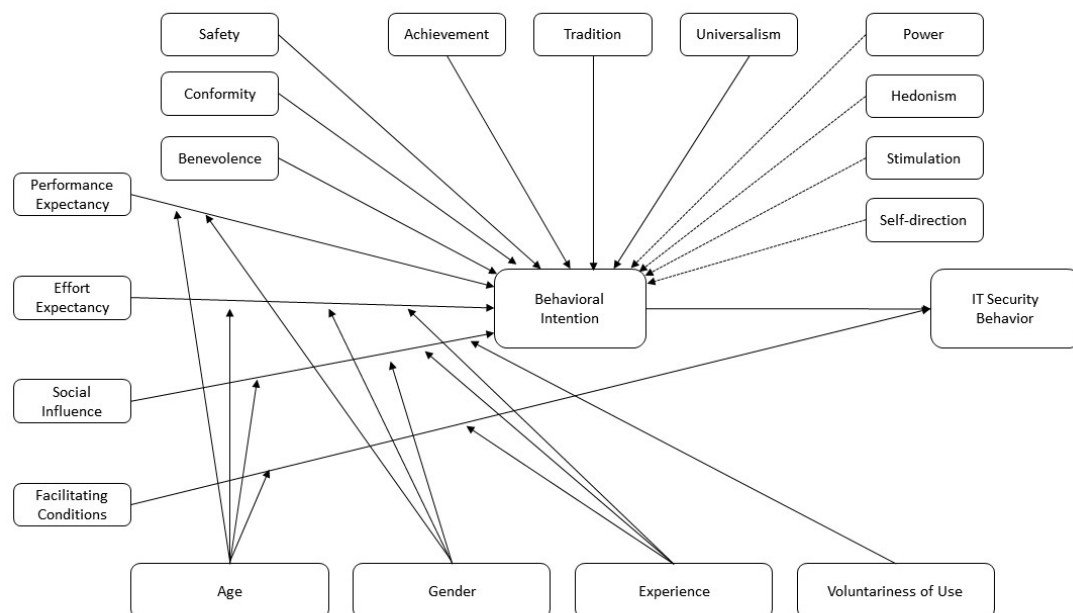 Safety
Achievement
Tradition
Universalism
Power
Conformity
Hedonism
Benevolence
Stimulation
Performance
Expectancy
Self-direction
Effort
Expectancy
Behavioral
Intention
IT Security
Behavior
Social
Influence
Facilitating
Conditions
Age
Gender
Experience
Voluntariness of Use